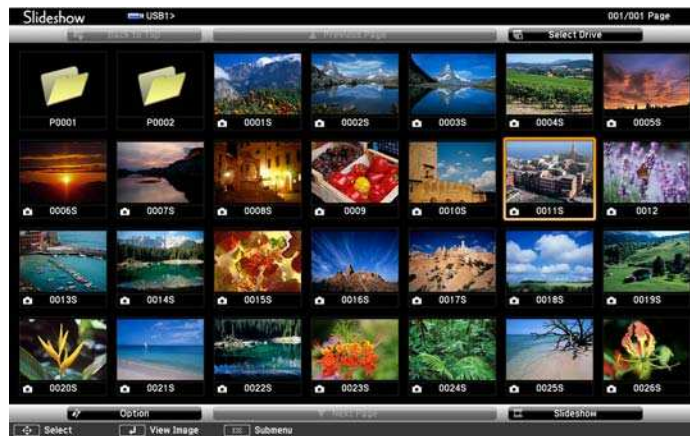 Slideshow USB1> 001/001 Page
Back to Top Previous Page Select Drive
P0001 P0002 0001S 0002S 0003S 0004S 0005S
0006S 0007S 0008S 0009 0010S 0011S 0012
0013S 0014S 0015S 0016S 0017S 0018S 0019S
0020S 0021S 0022S 0023S 0024S 0025S 0026S
Option Next Page Slideshow
Select View Image Submenu